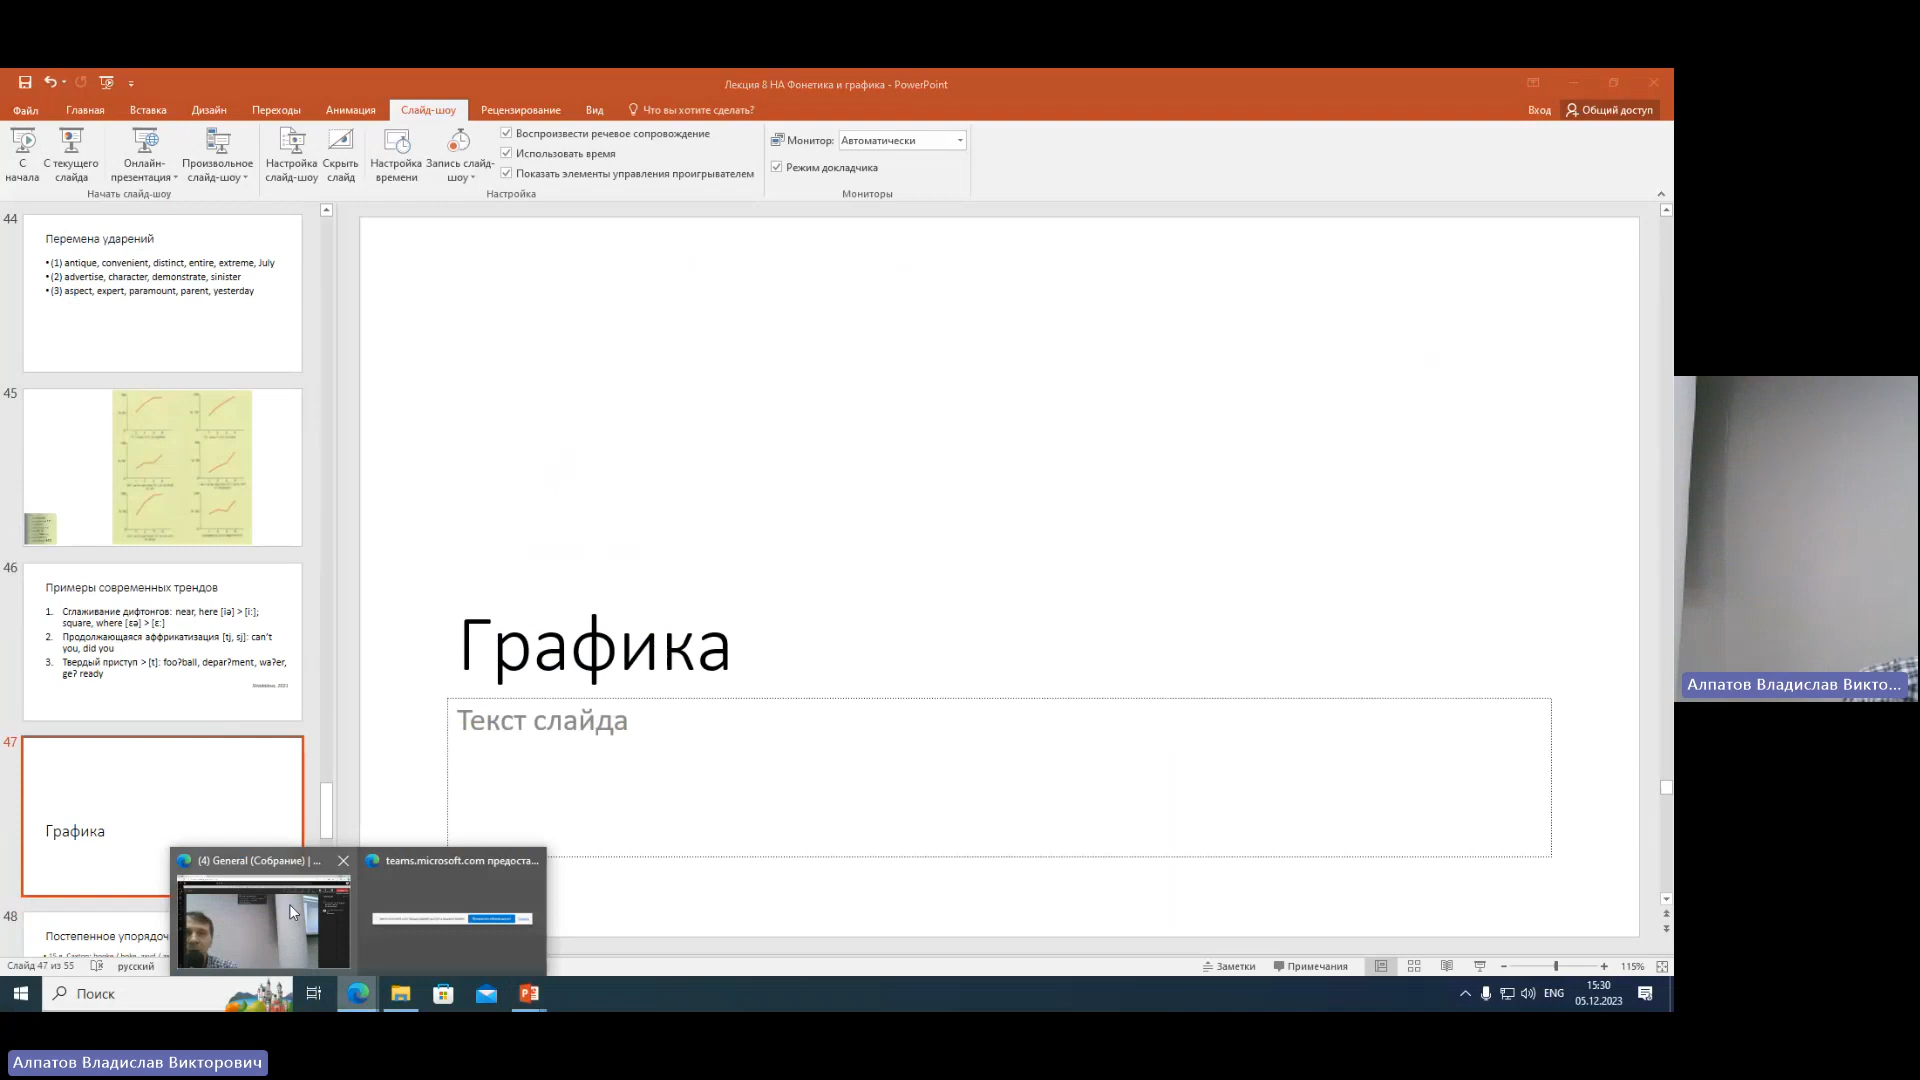 Лекция 8 НА Фонетика и графика - PowerPoint
Файл Главная Вставка Дизайн Переходы Анимация Слайд-шоу Рецензирование Вид Что вы хотите сделать? Вход Общий доступ
С начала
С текущего слайда
Онлайн-презентация
Произвольное слайд-шоу
Настройка слайд-шоу
Скрыть слайд
Настройка времени
Запись слайд-шоу
Воспроизвести речевое сопровождение
Использовать время
Показать элементы управления проигрывателем
Монитор: Автоматически
Режим докладчика
Начать слайд-шоу Настройка Мониторы
44
Перемена ударений
• (1) antique, convenient, distinct, entire, extreme, July
• (2) advertise, character, demonstrate, sinister
• (3) aspect, expert, paramount, parent, yesterday
45
46
Примеры современных трендов
1. Сглаживание дифтонгов: near, here [iə] > [i:];
square, where [ɛə] > [ɛ:]
2. Продолжающаяся аффрикатизация [tj, sj]: can't
you, did you
3. Твердый приступ > [t]: foo?ball, depar?ment, wa?er,
ge? ready
47
Графика
48
Графика
Текст слайда
(4) General (Собрание) | ...
teams.microsoft.com предоста...
Слайд 47 из 55 русский
Заметки Примечания 115%
Поиск
ENG
15:30
05.12.2023
Алпатов Владислав Викто...
Алпатов Владислав Викторович